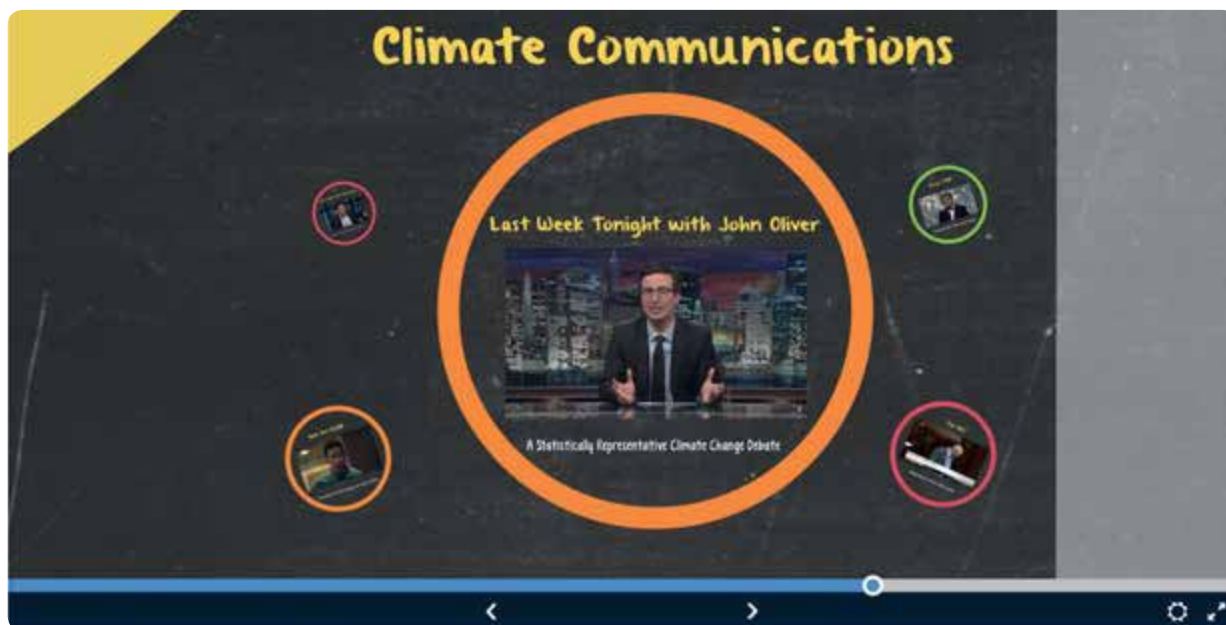 Climate Communications
Last Week Tonight with John Oliver
A Statistically Representative Climate Change Debate